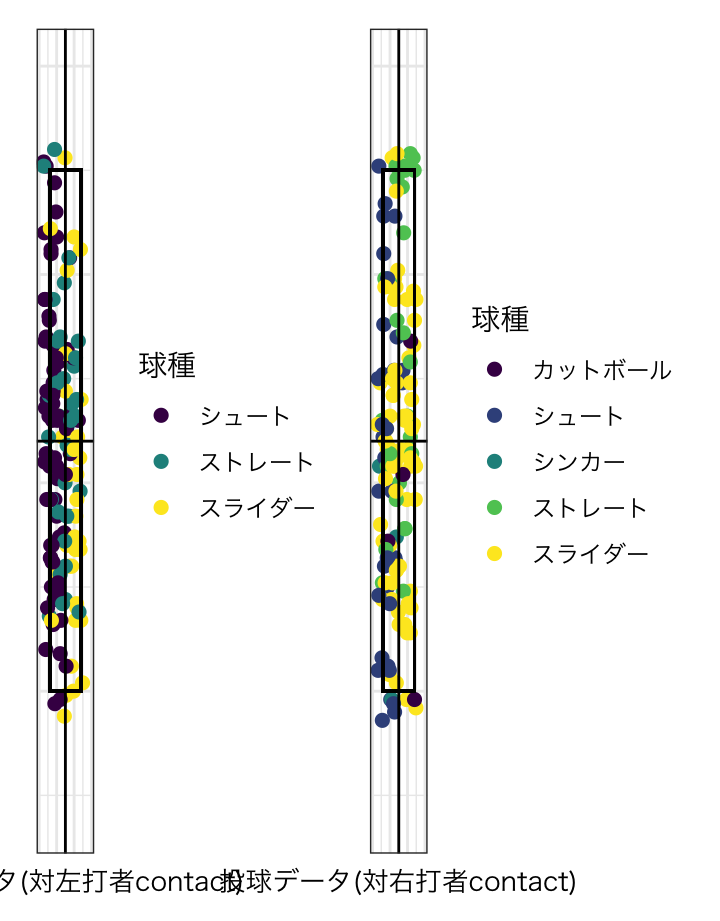 球種
シュート
ストレート
スライダー
球種
カットボール
シュート
シンカー
ストレート
スライダー
タ(対左打者contact)
投球データ(対右打者contact)